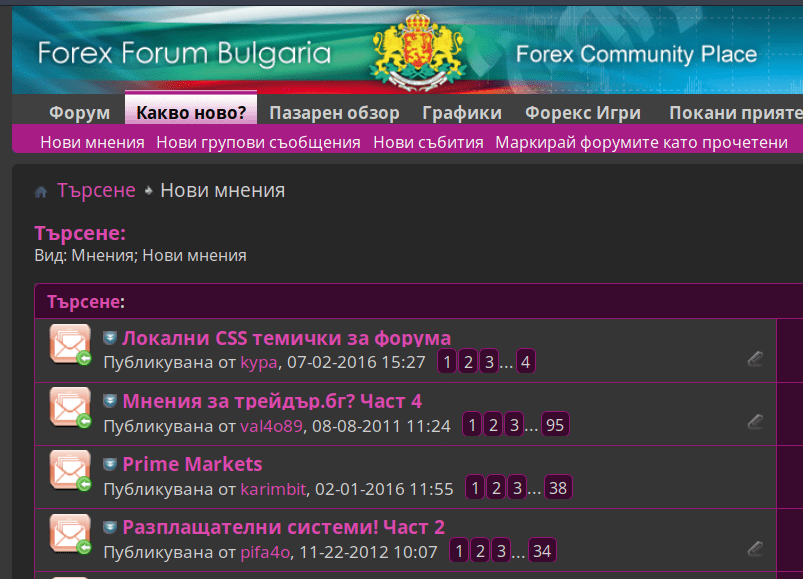 Forex Forum Bulgaria Forex Community Place
Форум Какво ново? Пазарен обзор Графики Форекс Игри Покани прияте
Нови мнения Нови групови съобщения Нови събития Маркирай форумите като прочетени
Търсене Нови мнения
Търсене:
Вид: Мнения; Нови мнения
Търсене:
Локални CSS темички за форума
Публикувана от kypa, 07-02-2016 15:27 1 2 3 ... 4
Мнения за трейдър.бг? Част 4
Публикувана от val4o89, 08-08-2011 11:24 1 2 3 ... 95
Prime Markets
Публикувана от karimbit, 02-01-2016 11:55 1 2 3 ... 38
Разплащателни системи! Част 2
Публикувана от pifa4o, 11-22-2012 10:07 1 2 3 ... 34